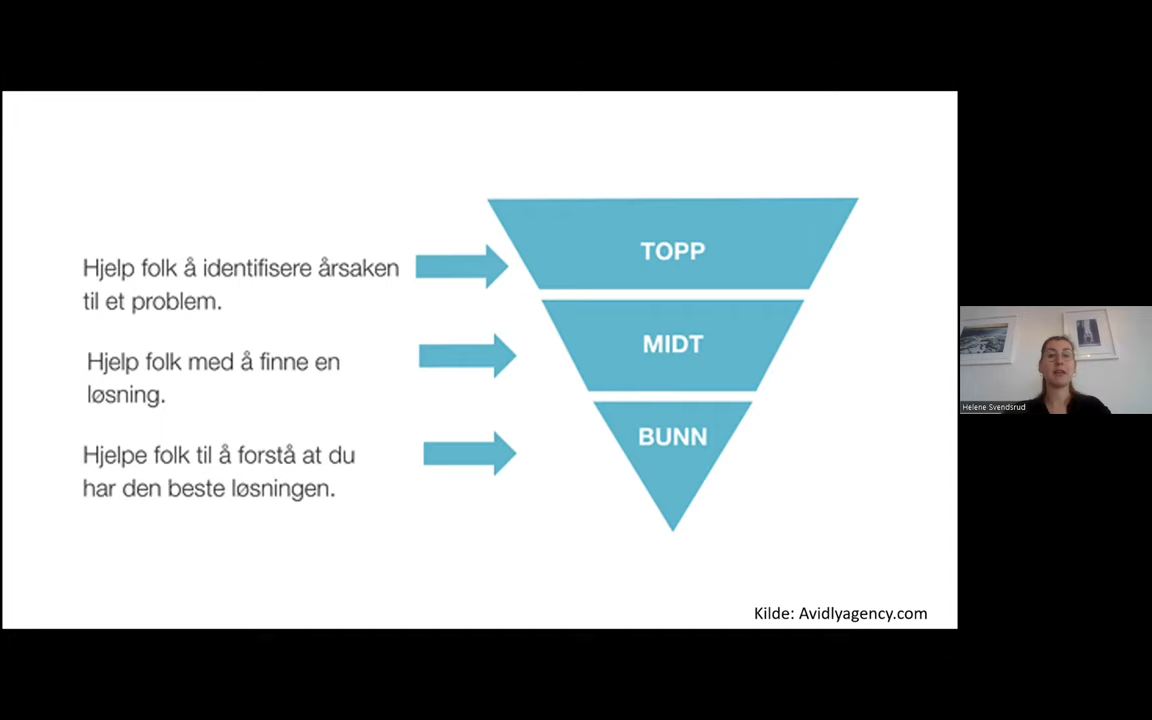 Hjelp folk å identifisere årsaken
til et problem.
TOPP
Hjelp folk med å finne en
løsning.
MIDT
Hjelpe folk til å forstå at du
har den beste løsningen.
BUNN
Kilde: Avidlyagency.com
Helene Svendsrud